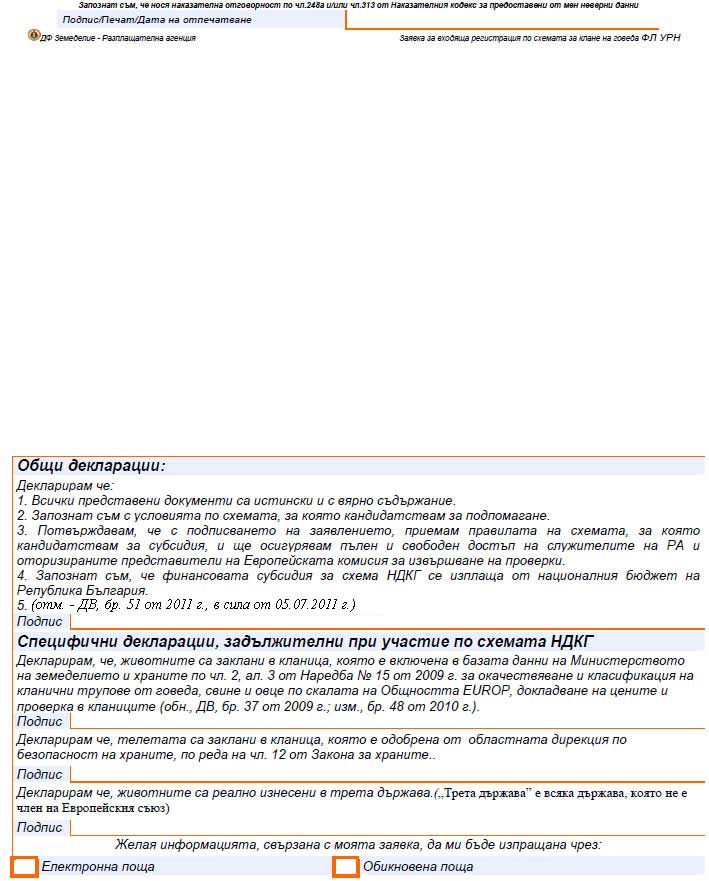 Запознат съм, че нося наказателна отговорност по чл.248а и/или чл.313 от Наказателния кодекс за предоставени от мен неверни данни
Подпис/Печат/Дата на отпечатване
ДФ Земеделие - Разплащателна агенция
Заявка за входяща регистрация по схемата за клане на говеда ФЛ УРН
Общи декларации:
Декларирам че:
1. Всички представени документи са истински и с вярно съдържание.
2. Запознат съм с условията по схемата, за която кандидатствам за подпомагане.
3. Потвърждавам, че с подписването на заявлението, приемам правилата на схемата, за която
кандидатствам за субсидия, и ще осигурявам пълен и свободен достъп на служителите на РА и
оторизираните представители на Европейската комисия за извършване на проверки.
4. Запознат съм, че финансовата субсидия за схема НДКГ се изплаща от националния бюджет на
Република България.
5. (отм. - ДВ, бр. 51 от 2011 г., в сила от 05.07.2011 г.)
Подпис
Специфични декларации, задължителни при участие по схемата НДКГ
Декларирам, че, животните са заклани в кланица, която е включена в базата данни на Министерството
на земеделието и храните по чл. 2, ал. 3 от Наредба № 15 от 2009 г. за окачествяване и класификация на
кланични трупове от говеда, свине и овце по скалата на Общността EUROP, докладване на цените и
проверка в кланиците (обн., ДВ, бр. 37 от 2009 г.; изм., бр. 48 от 2010 г.).
Подпис
Декларирам че, телетата са заклани в кланица, която е одобрена от областната дирекция по
безопасност на храните, по реда на чл. 12 от Закона за храните..
Подпис
Декларирам че, животните са реално изнесени в трета държава.(„Трета държава” е всяка държава, която не е
член на Европейския съюз)
Подпис
Желая информацията, свързана с моята заявка, да ми бъде изпращана чрез:
Електронна поща
Обикновена поща